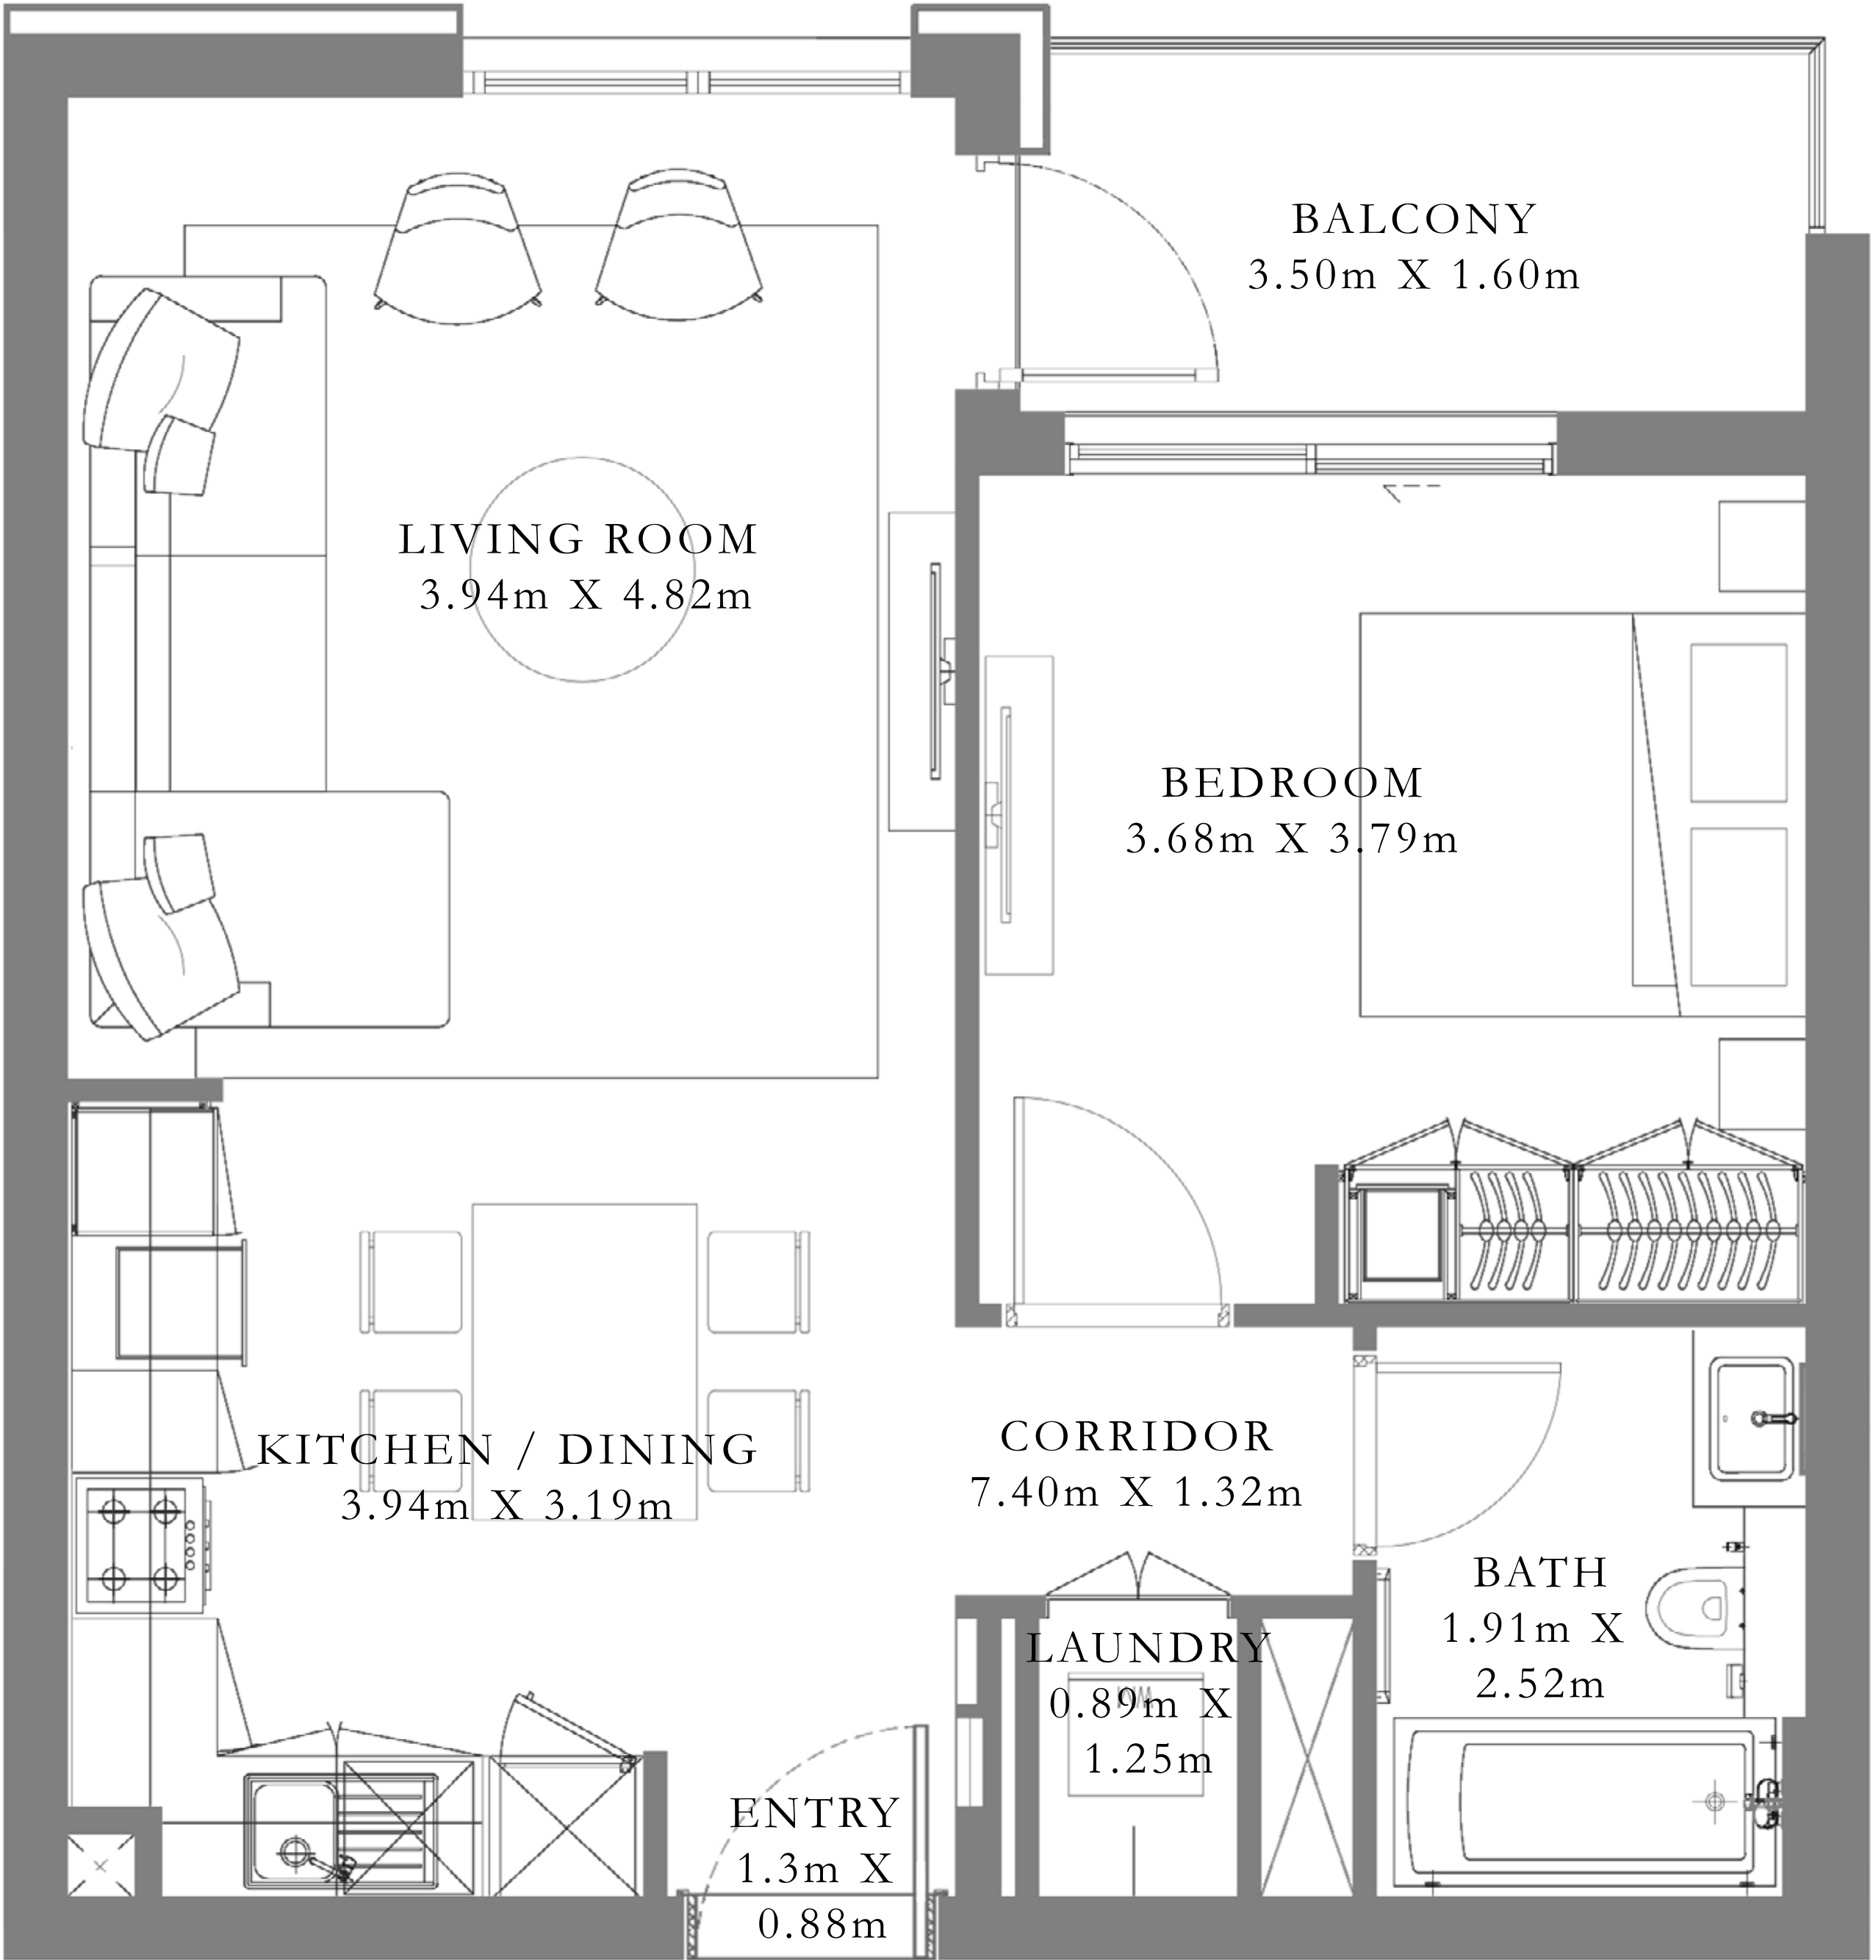 BALCONY
3.50m X 1.60m
LIVING ROOM
3.94m X 4.82m
BEDROOM
3.68m X 3.79m
KITCHEN / DINING
3.94m X 3.19m
CORRIDOR
7.40m X 1.32m
BATH
1.91m X
2.52m
LAUNDRY
0.89m X
1.25m
ENTRY
1.3m X
0.88m